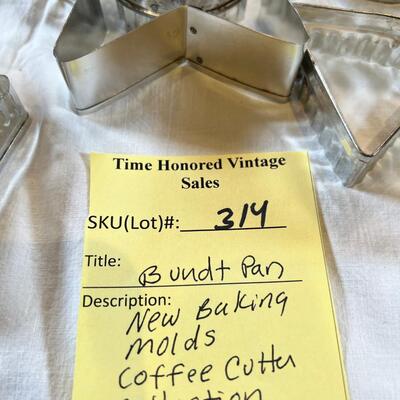 Time Honored Vintage
Sales
SKU(Lot)#: 314
Title: Bundt Pan
Description: New Baking
molds
Coffee Cutter